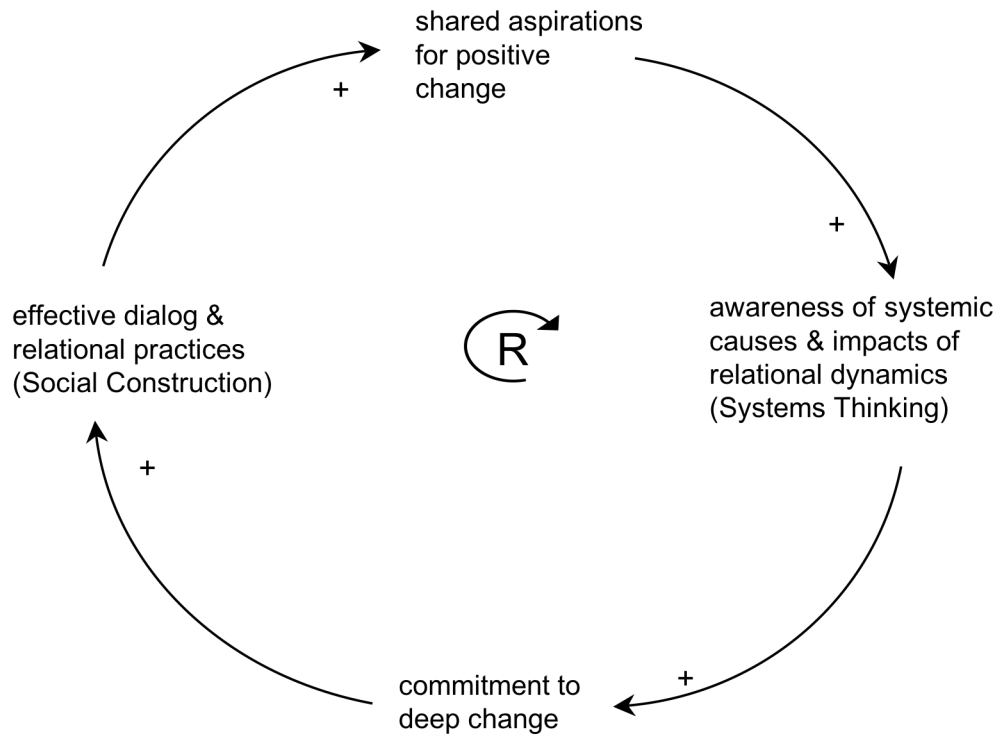 shared aspirations
for positive
change
+
+
effective dialog &
relational practices
(Social Construction)
R
awareness of systemic
causes & impacts of
relational dynamics
(Systems Thinking)
+
+
commitment to
deep change